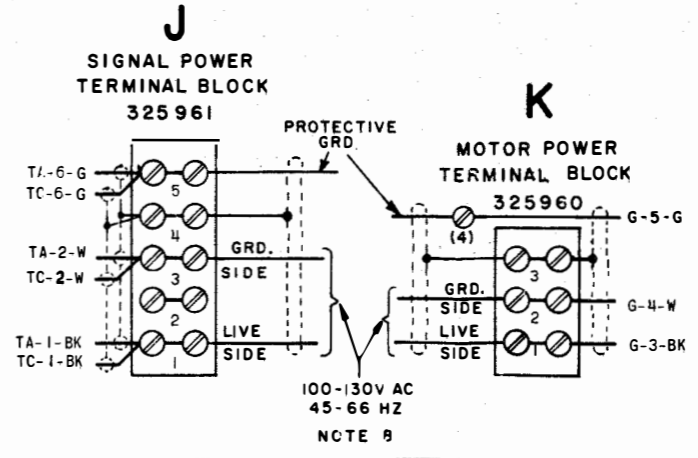 J
SIGNAL POWER
TERMINAL BLOCK
325961
TA-6-G
TC-6-G
TA-2-W
TC-2-W
TA-1-BK
TC-1-BK
5
4
3
2
1
GRD.
SIDE
LIVE
SIDE
PROTECTIVE
GRD.
100-130V AC
45-66 HZ
NOTE 8
K
MOTOR POWER
TERMINAL BLOCK
325960
(4)
3
2
1
GRD.
SIDE
LIVE
SIDE
G-5-G
G-4-W
G-3-BK